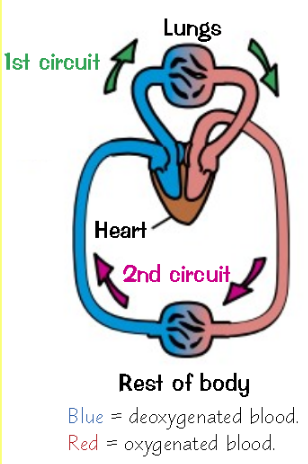 Lungs
1st circuit
Heart
2nd circuit
Rest of body
Blue = deoxygenated blood.
Red = oxygenated blood.